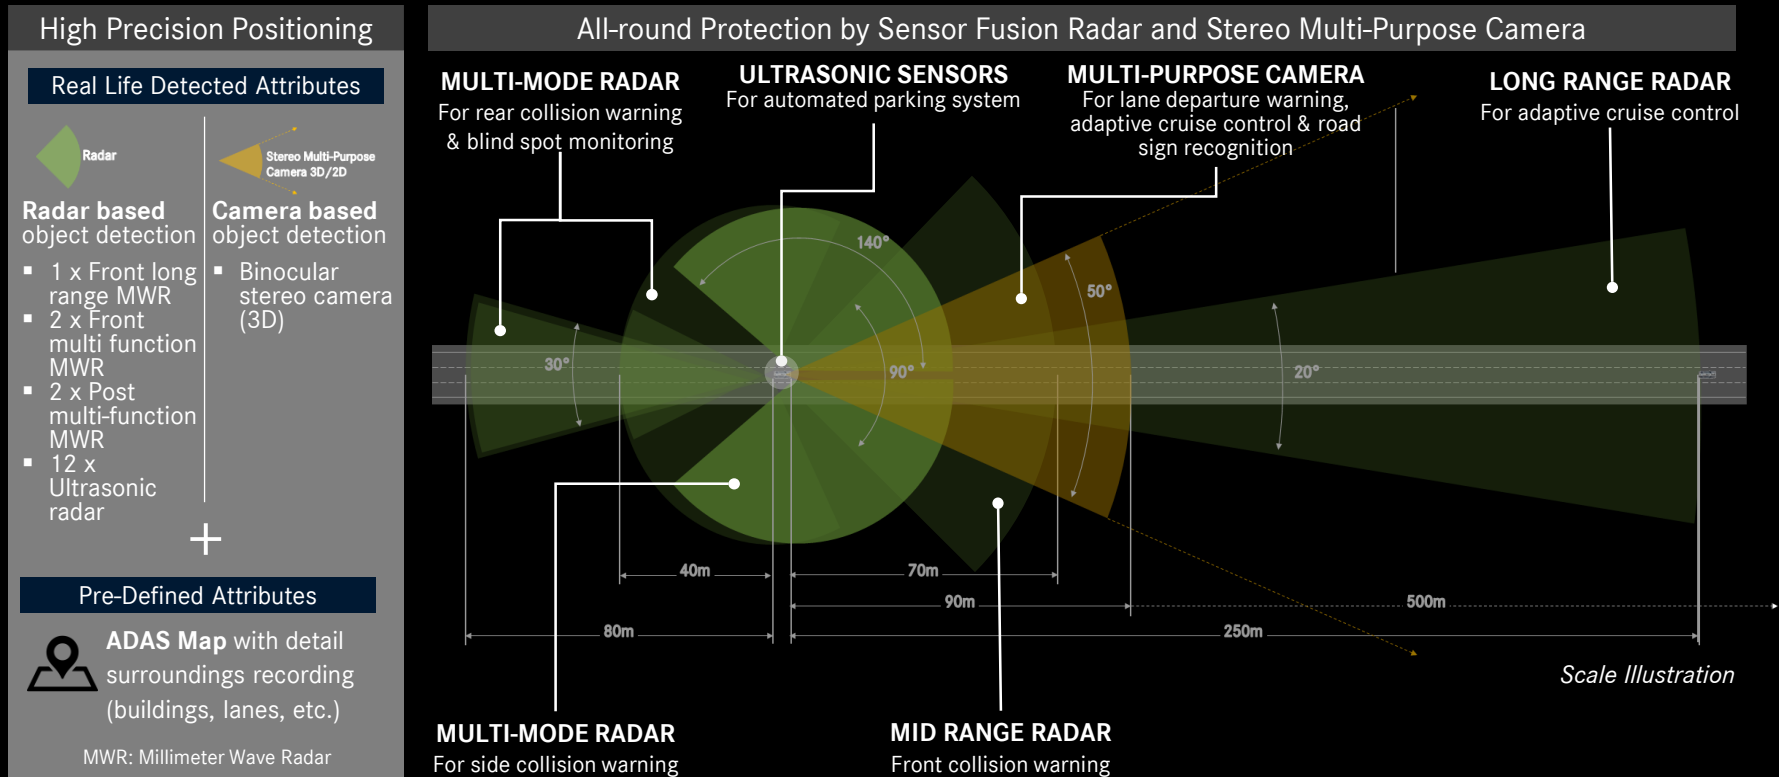 High Precision Positioning
Real Life Detected Attributes
Radar
Stereo Multi-Purpose
Camera 3D/2D
Radar based
object detection
▪ 1 x Front long
range MWR
▪ 2 x Front
multi function
MWR
▪ 2 x Post
multi-function
MWR
▪ 12 x
Ultrasonic
radar
Camera based
object detection
▪ Binocular
stereo camera
(3D)
+
Pre-Defined Attributes
ADAS Map with detail
surroundings recording
(buildings, lanes, etc.)
MWR: Millimeter Wave Radar
All-round Protection by Sensor Fusion Radar and Stereo Multi-Purpose Camera
MULTI-MODE RADAR
For rear collision warning
& blind spot monitoring
ULTRASONIC SENSORS
For automated parking system
MULTI-PURPOSE CAMERA
For lane departure warning,
adaptive cruise control & road
sign recognition
LONG RANGE RADAR
For adaptive cruise control
140°
50°
30°
90°
20°
40m
70m
90m
500m
80m
250m
Scale Illustration
MULTI-MODE RADAR
For side collision warning
MID RANGE RADAR
Front collision warning